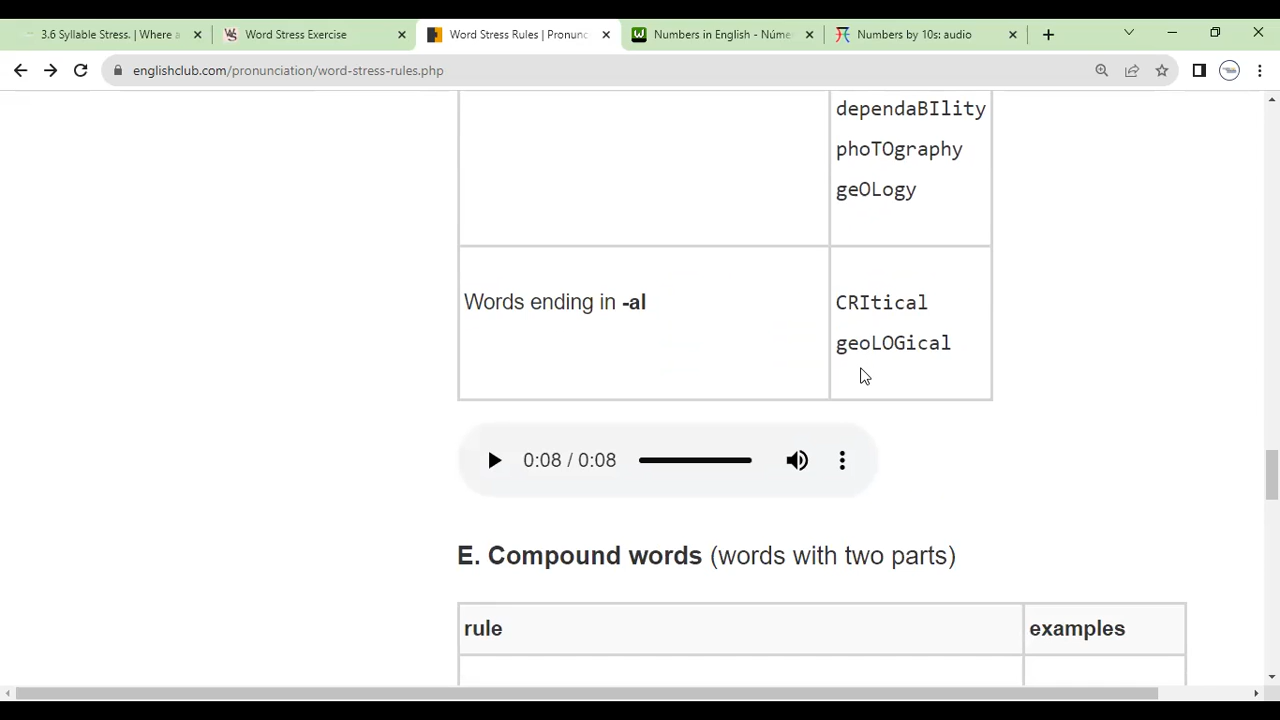 3.6 Syllable Stress. | Where a
Word Stress Exercise
Word Stress Rules | Pronunc
Numbers in English - Núme
Numbers by 10s: audio
englishclub.com/pronunciation/word-stress-rules.php
dependaBIlity
phoTOgraphy
geOLogy
Words ending in -al
CRItical
geoLOGical
0:08 / 0:08
E. Compound words (words with two parts)
rule
examples